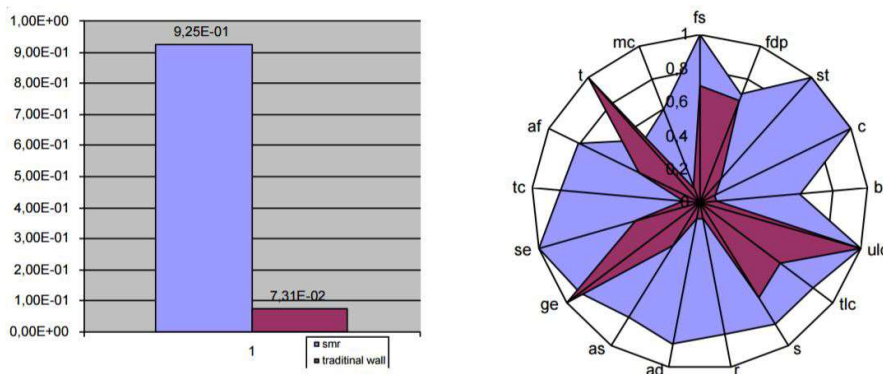 1,00E+00
9,00E-01
8,00E-01
7,00E-01
6,00E-01
5,00E-01
4,00E-01
3,00E-01
2,00E-01
1,00E-01
0,00E+00
9,25E-01
7,31E-02
1
smr
traditinal wall
fs
fdp
st
c
b
ulc
tlc
s
r
ad
as
ge
se
tc
af
t
mc
1
0,8
0,6
0,4
0,2
0